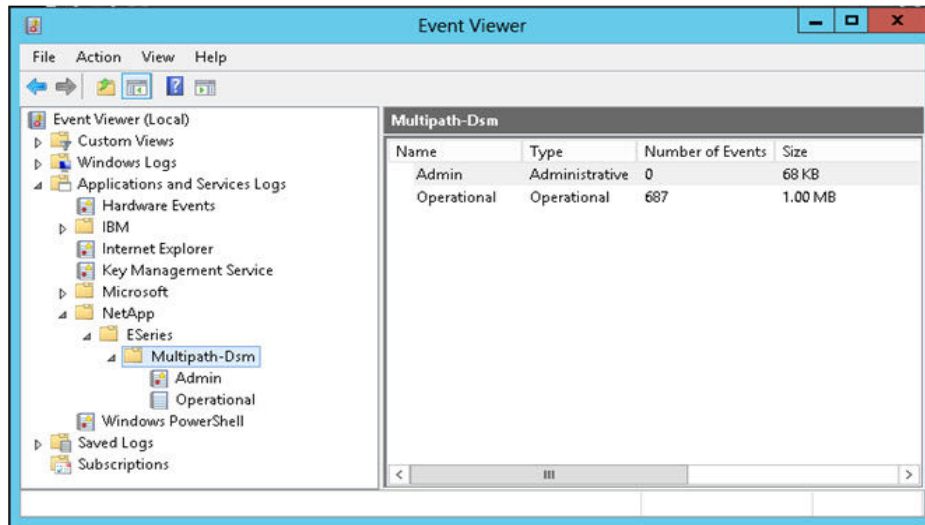 Event Viewer
File Action View Help
Event Viewer (Local)
Custom Views
Windows Logs
Applications and Services Logs
Hardware Events
IBM
Internet Explorer
Key Management Service
Microsoft
NetApp
ESeries
Multipath-Dsm
Admin
Operational
Windows PowerShell
Saved Logs
Subscriptions
Multipath-Dsm
Name Type Number of Events Size
Admin Administrative 0 68 KB
Operational Operational 687 1.00 MB